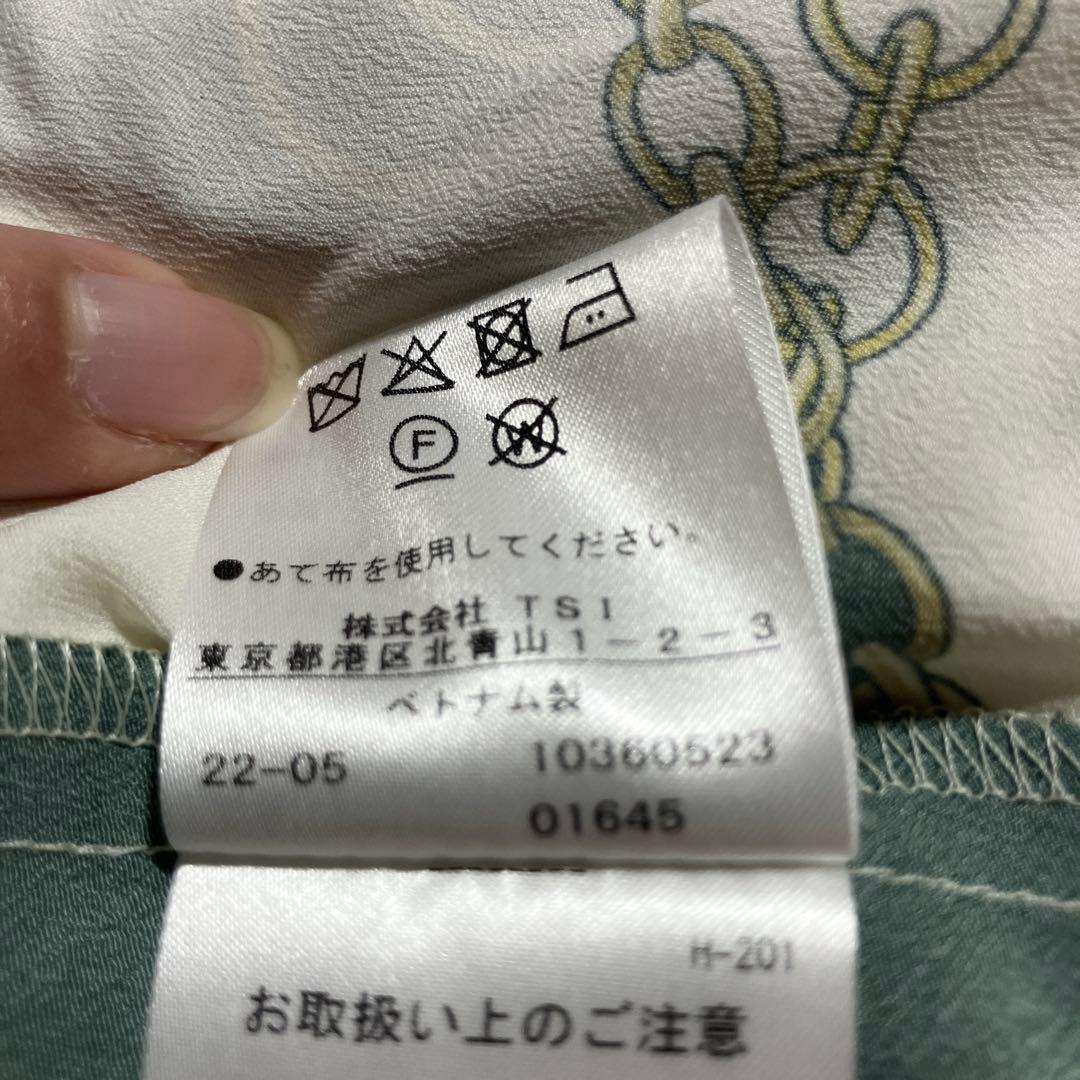 F W
●あて布を使用してください。
株式会社 TSI
東京都港区北青山1-2-3
ベトナム製
22-05 10360523
01645
H-201
お取扱い上のご注意